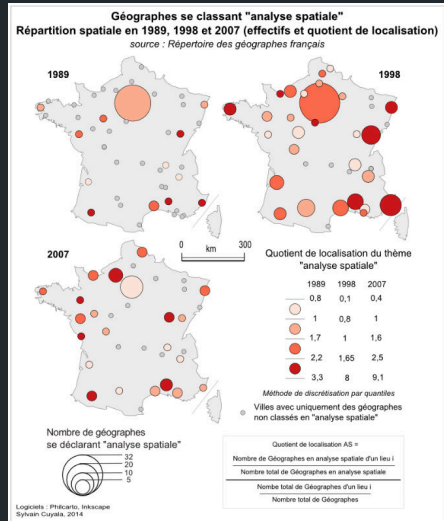 Géographes se classant "analyse spatiale"
Répartition spatiale en 1989, 1998 et 2007 (effectifs et quotient de localisation)
source : Répertoire des géographes français
1989
1998
2007
0 300
km
Quotient de localisation du thème
"analyse spatiale"
1989 1998 2007
0,8 0,1 0,4
1 0,8 1
1,7 1 1,6
2,2 1,65 2,5
3,3 8 9,1
Méthode de discrétisation par quantiles
Villes avec uniquement des géographes
non classés en "analyse spatiale"
Nombre de géographes
se déclarant "analyse spatiale"
32
20
10
5
Quotient de localisation AS =
Nombre de Géographes en analyse spatiale d'un lieu i
Nombre total de Géographes en analyse spatiale
Nombe total de Géographes d'un lieu i
Nombre total de Géographes
Logiciels : Philcarto, Inkscape
Sylvain Cuyala, 2014